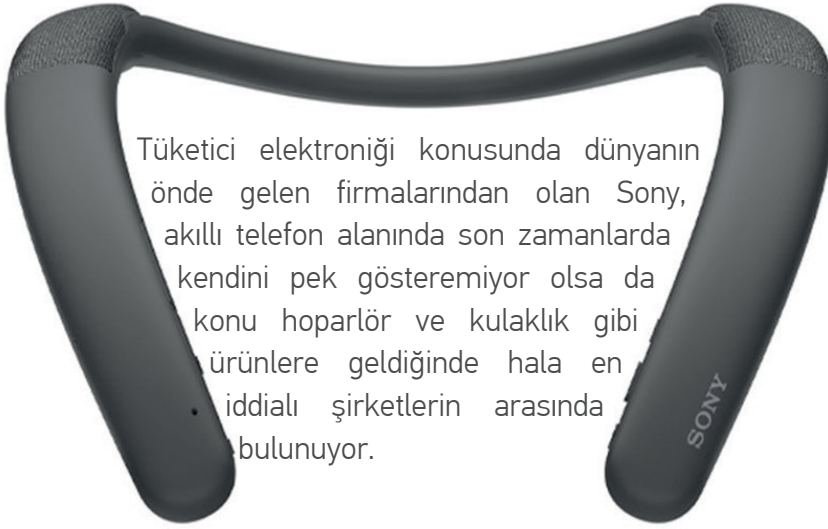 Tüketici elektroniği konusunda dünyanın
önde gelen firmalarından olan Sony,
akıllı telefon alanında son zamanlarda
kendini pek gösteremiyor olsa da
konu hoparlör ve kulaklık gibi
ürünlere geldiğinde hala en
iddialı şirketlerin arasında
bulunuyor.
SONY